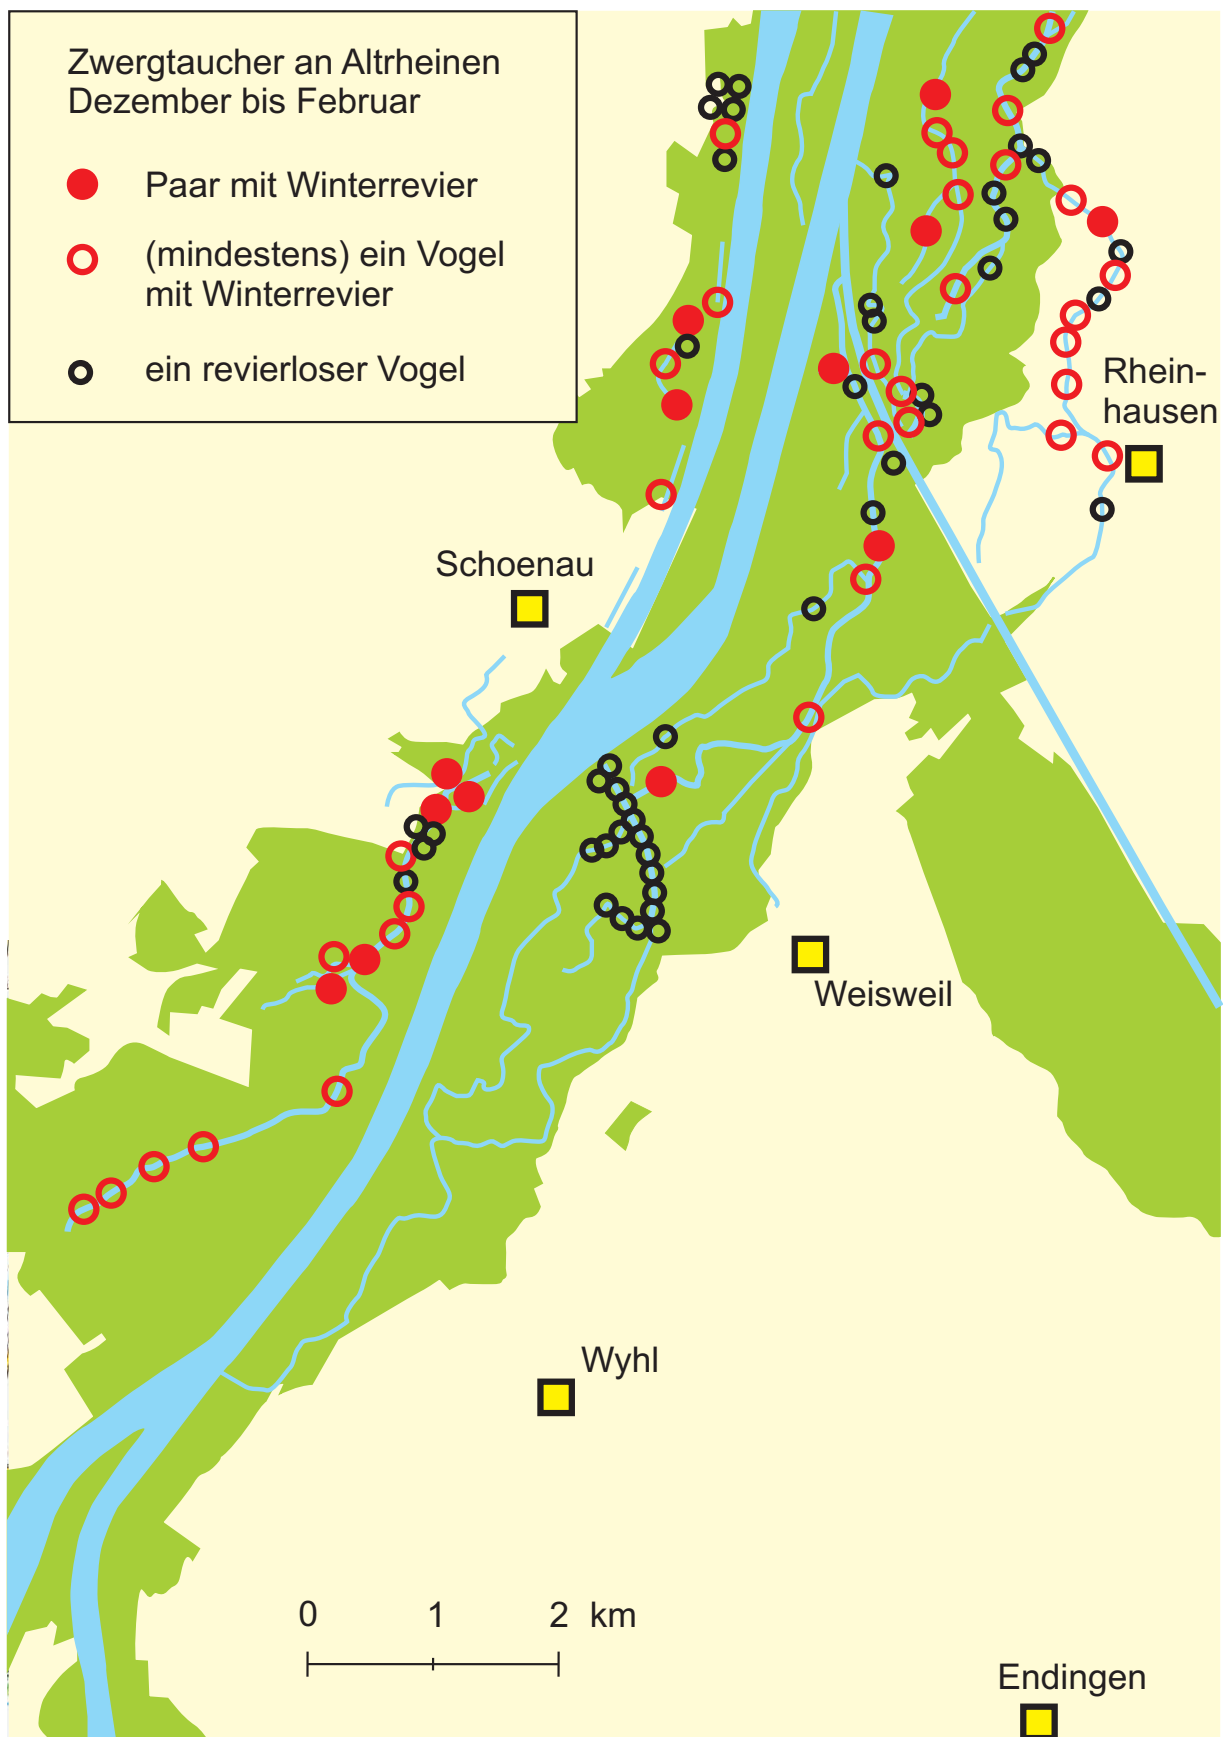 Zwergtaucher an Altrheinen
Dezember bis Februar
Paar mit Winterrevier
(mindestens) ein Vogel
mit Winterrevier
ein revierloser Vogel
Rhein-
hausen
Schoenau
Weisweil
Wyhl
0 1 2 km
Endingen